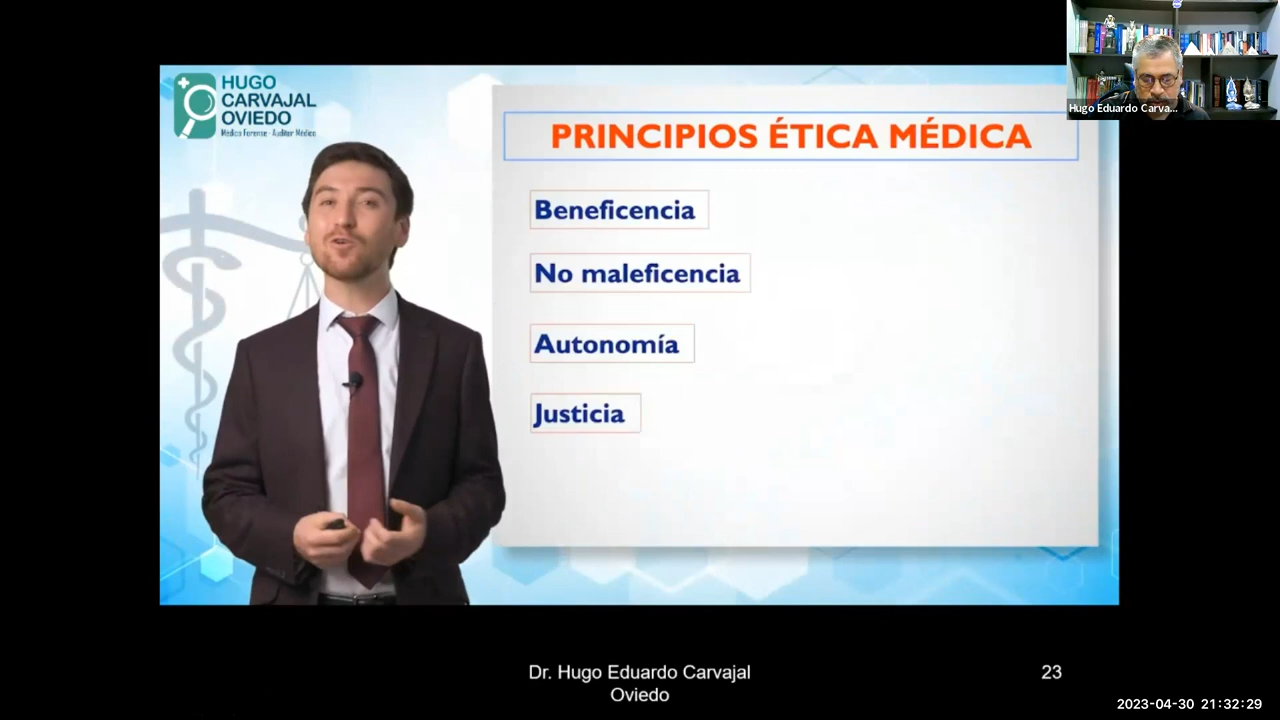 HUGO
CARVAJAL
OVIEDO
Médico Forense - Auditor Médico
PRINCIPIOS ÉTICA MÉDICA
Beneficencia
No maleficencia
Autonomía
Justicia
Hugo Eduardo Carva...
Dr. Hugo Eduardo Carvajal
Oviedo
23
2023-04-30 21:32:29